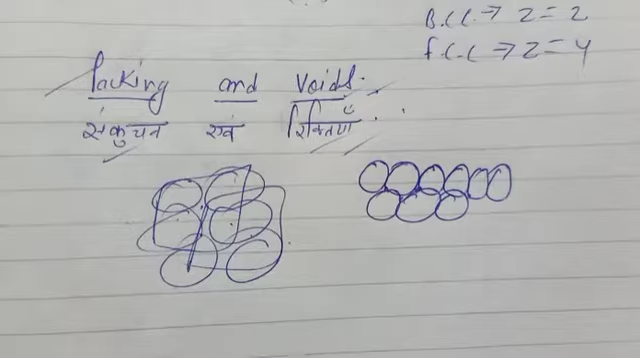 B.C.C. → Z = 2
F.C.C → Z = 4
Packing and Voids.
संकुचन एवं रिक्तियाँ